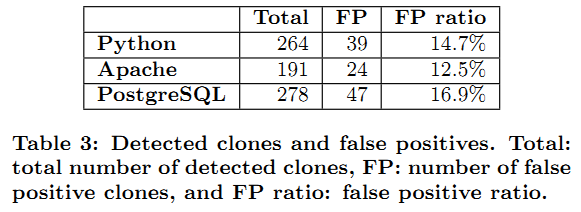 Total FP FP ratio
Python 264 39 14.7%
Apache 191 24 12.5%
PostgreSQL 278 47 16.9%
Table 3: Detected clones and false positives. Total:
total number of detected clones, FP: number of false
positive clones, and FP ratio: false positive ratio.